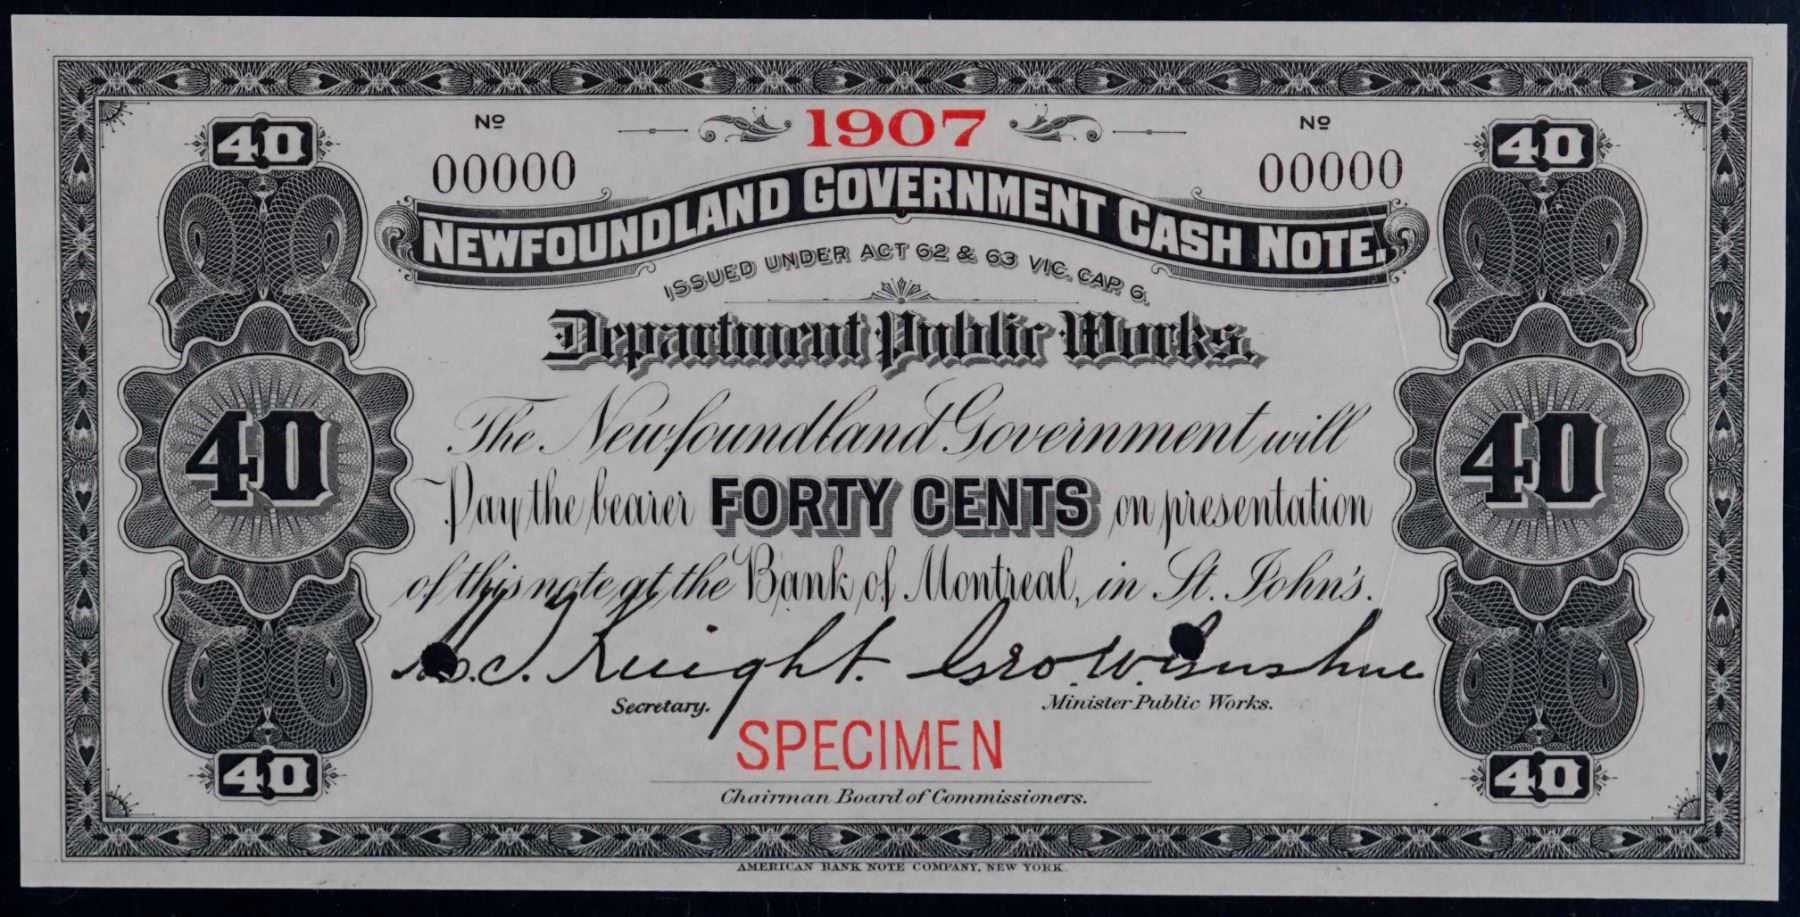 1907
40 Nº Nº 40
00000 00000
NEWFOUNDLAND GOVERNMENT CASH NOTE.
ISSUED UNDER ACT 62 & 63 VIC. CAP. 6.
Department Public Works.
The Newfoundland Government will
40 Pay the bearer FORTY CENTS on presentation 40
of this note at the Bank of Montreal, in St. John's.
H.C. Knight. Geo. W. Gushue
Secretary. Minister Public Works.
SPECIMEN
40 40
Chairman Board of Commissioners.
AMERICAN BANK NOTE COMPANY, NEW YORK.